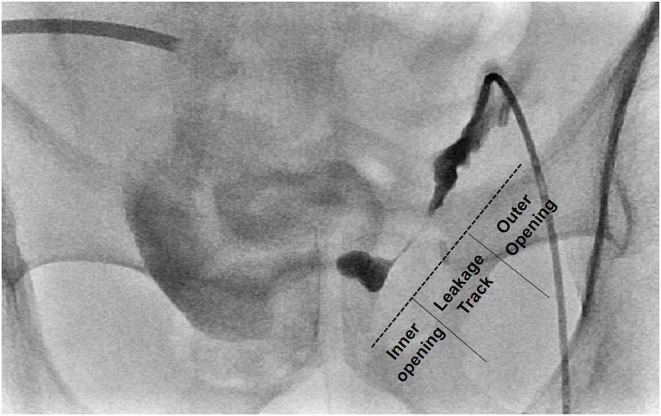 Outer
Opening
Leakage
Track
Inner
opening